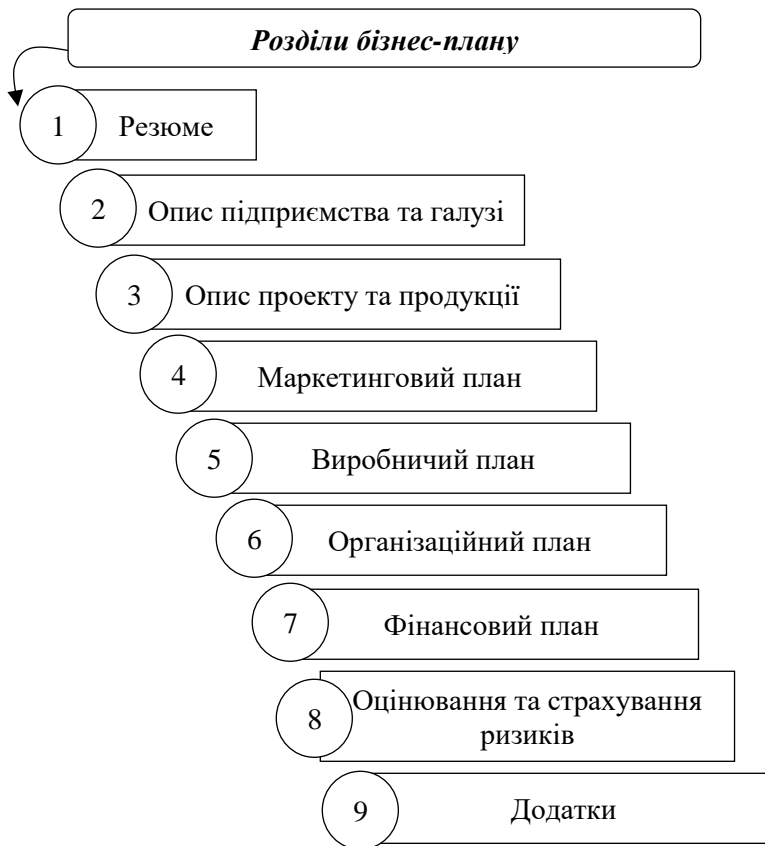 Розділи бізнес-плану
1 Резюме
2 Опис підприємства та галузі
3 Опис проекту та продукції
4 Маркетинговий план
5 Виробничий план
6 Організаційний план
7 Фінансовий план
8 Оцінювання та страхування
ризиків
9 Додатки